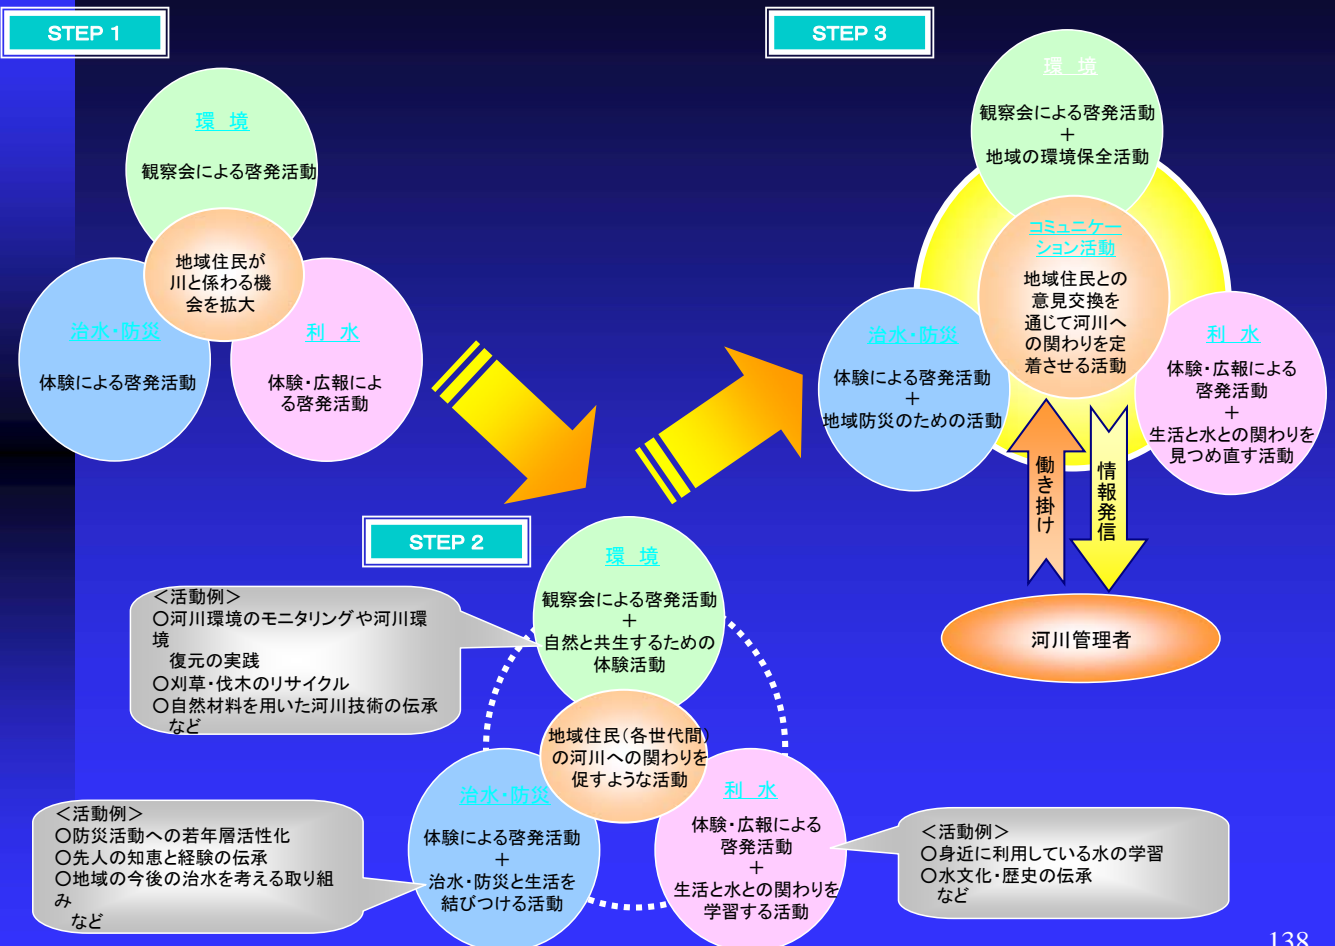 STEP 1
環 境
観察会による啓発活動
地域住民が
川と係わる機
会を拡大
治水・防災
体験による啓発活動
利 水
体験・広報によ
る啓発活動
STEP 2
環 境
観察会による啓発活動
+
自然と共生するための
体験活動
地域住民(各世代間)
の河川への関わりを
促すような活動
治水・防災
体験による啓発活動
+
治水・防災と生活を
結びつける活動
利 水
体験・広報による
啓発活動
+
生活と水との関わりを
学習する活動
<活動例>
○河川環境のモニタリングや河川環
境
復元の実践
○刈草・伐木のリサイクル
○自然材料を用いた河川技術の伝承
など
<活動例>
○防災活動への若年層活性化
○先人の知恵と経験の伝承
○地域の今後の治水を考える取り組
み
など
<活動例>
○身近に利用している水の学習
○水文化・歴史の伝承
など
STEP 3
環 境
観察会による啓発活動
+
地域の環境保全活動
コミュニケー
ション活動
地域住民との
意見交換を
通じて河川へ
の関わりを定
着させる活動
治水・防災
体験による啓発活動
+
地域防災のための活動
利 水
体験・広報による
啓発活動
+
生活と水との関わりを
見つめ直す活動
働き掛け
情報発信
河川管理者
138